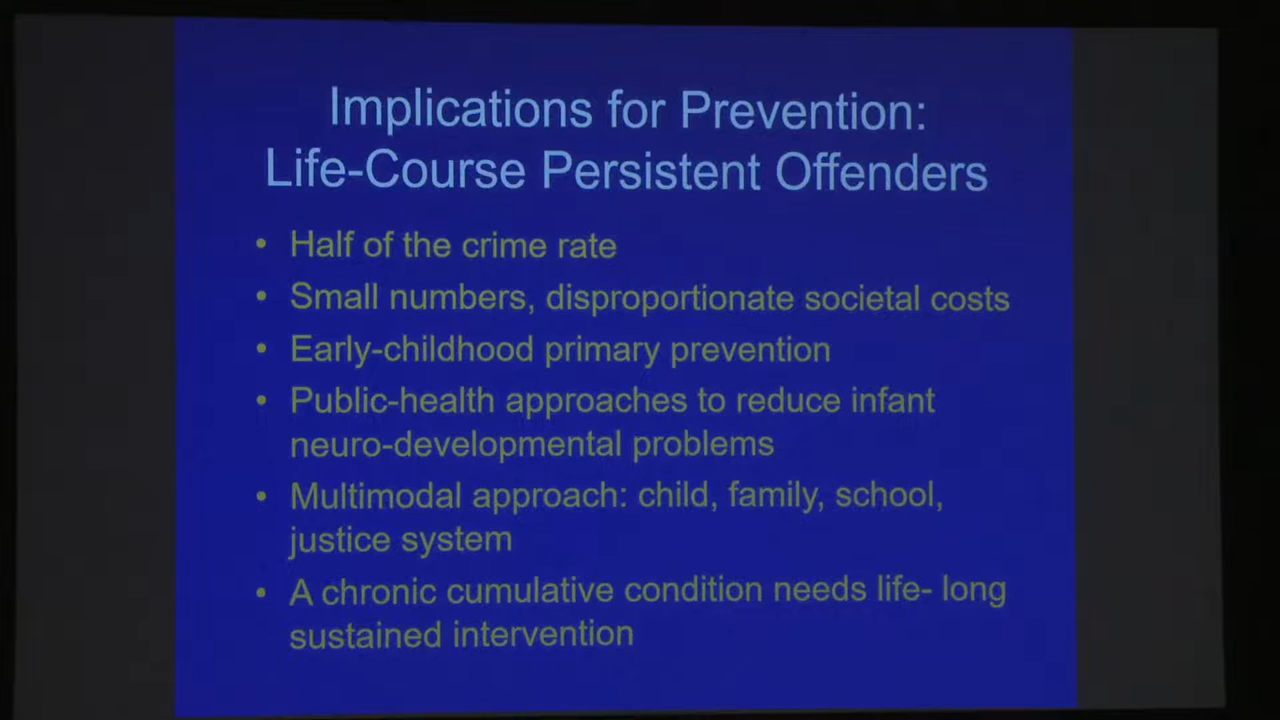 Implications for Prevention:
Life-Course Persistent Offenders
• Half of the crime rate
• Small numbers, disproportionate societal costs
• Early-childhood primary prevention
• Public-health approaches to reduce infant
neuro-developmental problems
• Multimodal approach: child, family, school,
justice system
• A chronic cumulative condition needs life- long
sustained intervention